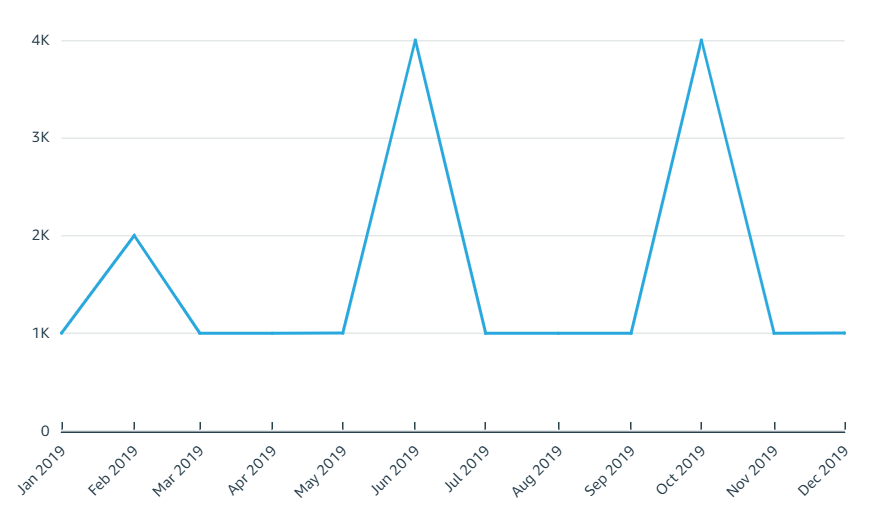 4K
3K
2K
1K
0
Jan 2019
Feb 2019
Mar 2019
Apr 2019
May 2019
Jun 2019
Jul 2019
Aug 2019
Sep 2019
Oct 2019
Nov 2019
Dec 2019